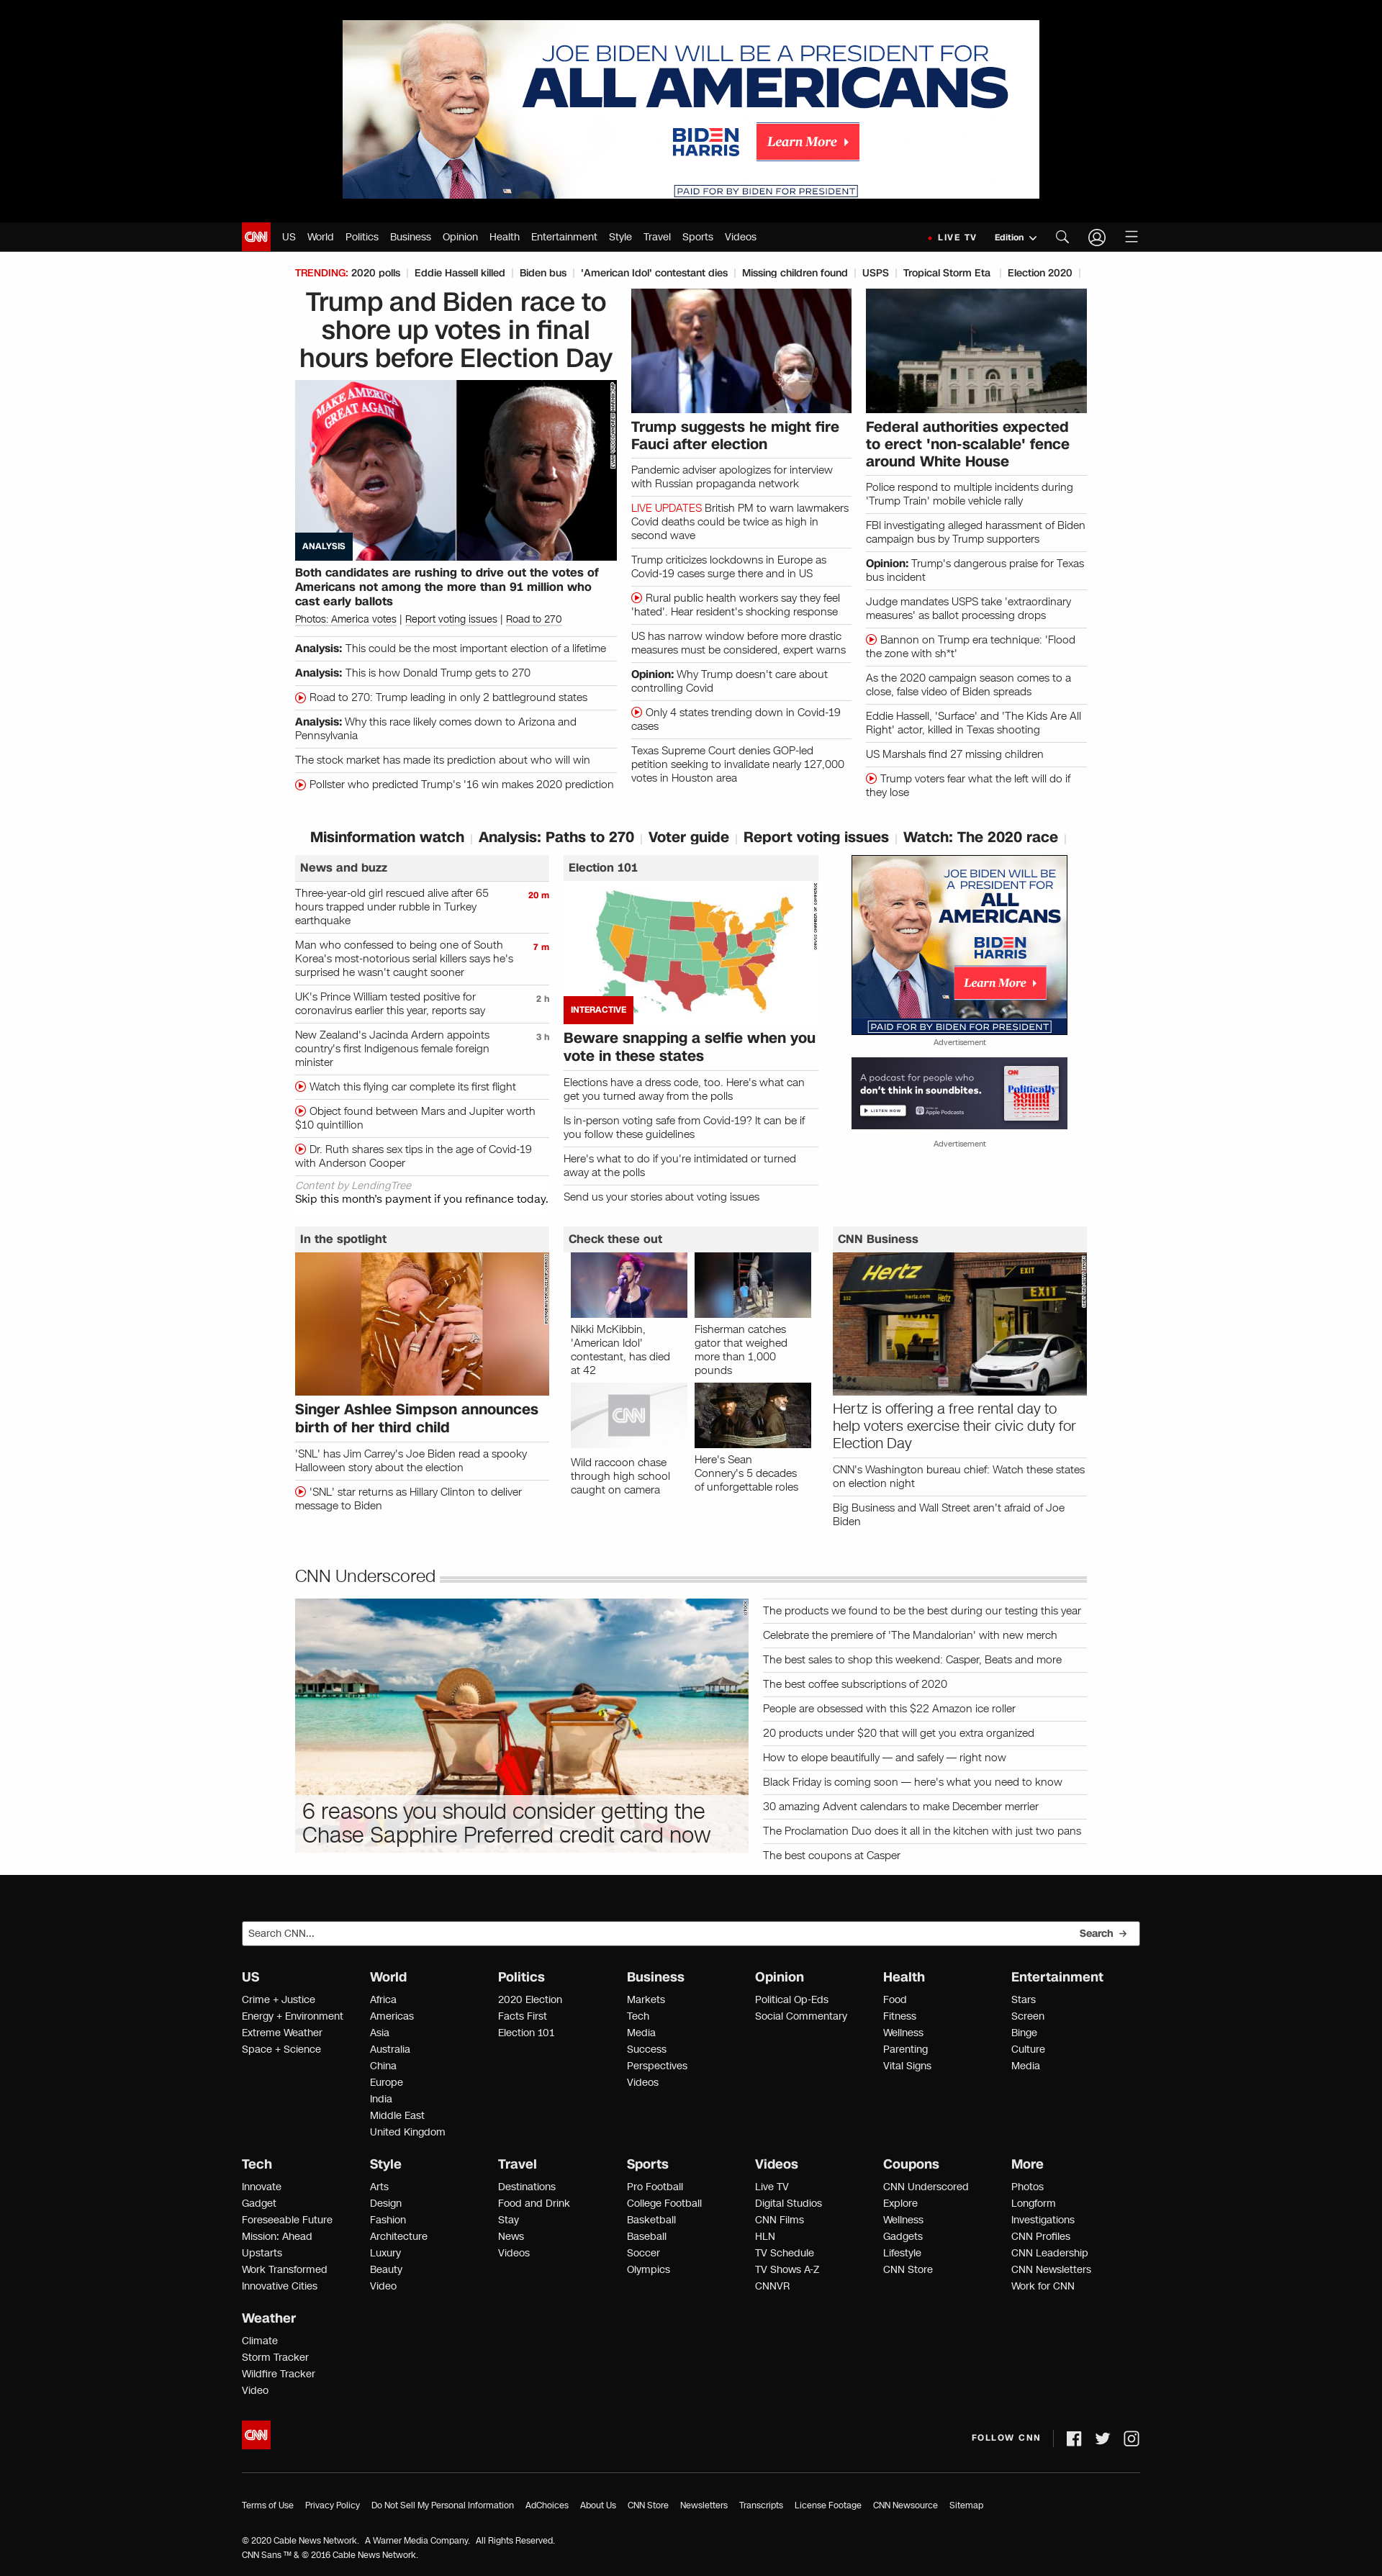 JOE BIDEN WILL BE A PRESIDENT FOR
ALL AMERICANS
BIDEN
HARRIS
Learn More
PAID FOR BY BIDEN FOR PRESIDENT
CNN
US World Politics Business Opinion Health Entertainment Style Travel Sports Videos
LIVE TV
Edition
TRENDING: 2020 polls | Eddie Hassell killed | Biden bus | 'American Idol' contestant dies | Missing children found | USPS | Tropical Storm Eta | Election 2020 |
Trump and Biden race to
shore up votes in final
hours before Election Day
MAKE AMERICA
GREAT AGAIN
ANALYSIS
Both candidates are rushing to drive out the votes of
Americans not among the more than 91 million who
cast early ballots
Photos: America votes | Report voting issues | Road to 270
Analysis: This could be the most important election of a lifetime
Analysis: This is how Donald Trump gets to 270
Road to 270: Trump leading in only 2 battleground states
Analysis: Why this race likely comes down to Arizona and
Pennsylvania
The stock market has made its prediction about who will win
Pollster who predicted Trump's '16 win makes 2020 prediction
Trump suggests he might fire
Fauci after election
Pandemic adviser apologizes for interview
with Russian propaganda network
LIVE UPDATES British PM to warn lawmakers
Covid deaths could be twice as high in
second wave
Trump criticizes lockdowns in Europe as
Covid-19 cases surge there and in US
Rural public health workers say they feel
'hated'. Hear resident's shocking response
US has narrow window before more drastic
measures must be considered, expert warns
Opinion: Why Trump doesn't care about
controlling Covid
Only 4 states trending down in Covid-19
cases
Texas Supreme Court denies GOP-led
petition seeking to invalidate nearly 127,000
votes in Houston area
Federal authorities expected
to erect 'non-scalable' fence
around White House
Police respond to multiple incidents during
'Trump Train' mobile vehicle rally
FBI investigating alleged harassment of Biden
campaign bus by Trump supporters
Opinion: Trump's dangerous praise for Texas
bus incident
Judge mandates USPS take 'extraordinary
measures' as ballot processing drops
Bannon on Trump era technique: 'Flood
the zone with sh*t'
As the 2020 campaign season comes to a
close, false video of Biden spreads
Eddie Hassell, 'Surface' and 'The Kids Are All
Right' actor, killed in Texas shooting
US Marshals find 27 missing children
Trump voters fear what the left will do if
they lose
Misinformation watch | Analysis: Paths to 270 | Voter guide | Report voting issues | Watch: The 2020 race |
News and buzz
Three-year-old girl rescued alive after 65
hours trapped under rubble in Turkey
earthquake
20 m
Man who confessed to being one of South
Korea's most-notorious serial killers says he's
surprised he wasn't caught sooner
7 m
UK's Prince William tested positive for
coronavirus earlier this year, reports say
2 h
New Zealand's Jacinda Ardern appoints
country's first Indigenous female foreign
minister
3 h
Watch this flying car complete its first flight
Object found between Mars and Jupiter worth
$10 quintillion
Dr. Ruth shares sex tips in the age of Covid-19
with Anderson Cooper
Content by LendingTree
Skip this month's payment if you refinance today.
Election 101
INTERACTIVE
Beware snapping a selfie when you
vote in these states
Elections have a dress code, too. Here's what can
get you turned away from the polls
Is in-person voting safe from Covid-19? It can be if
you follow these guidelines
Here's what to do if you're intimidated or turned
away at the polls
Send us your stories about voting issues
JOE BIDEN WILL BE
A PRESIDENT FOR
ALL
AMERICANS
BIDEN
HARRIS
Learn More
PAID FOR BY BIDEN FOR PRESIDENT
Advertisement
A podcast for people who
don't think in soundbites.
LISTEN NOW
Apple Podcasts
CNN
Politically
Sound
Advertisement
In the spotlight
Singer Ashlee Simpson announces
birth of her third child
'SNL' has Jim Carrey's Joe Biden read a spooky
Halloween story about the election
'SNL' star returns as Hillary Clinton to deliver
message to Biden
Check these out
Nikki McKibbin,
'American Idol'
contestant, has died
at 42
Fisherman catches
gator that weighed
more than 1,000
pounds
CNN
Wild raccoon chase
through high school
caught on camera
Here's Sean
Connery's 5 decades
of unforgettable roles
CNN Business
Hertz
hertz.com
Hertz
EXIT
EXIT
Hertz is offering a free rental day to
help voters exercise their civic duty for
Election Day
CNN's Washington bureau chief: Watch these states
on election night
Big Business and Wall Street aren't afraid of Joe
Biden
CNN Underscored
6 reasons you should consider getting the
Chase Sapphire Preferred credit card now
The products we found to be the best during our testing this year
Celebrate the premiere of 'The Mandalorian' with new merch
The best sales to shop this weekend: Casper, Beats and more
The best coffee subscriptions of 2020
People are obsessed with this $22 Amazon ice roller
20 products under $20 that will get you extra organized
How to elope beautifully — and safely — right now
Black Friday is coming soon — here's what you need to know
30 amazing Advent calendars to make December merrier
The Proclamation Duo does it all in the kitchen with just two pans
The best coupons at Casper
Search CNN...
Search →
US
Crime + Justice
Energy + Environment
Extreme Weather
Space + Science
World
Africa
Americas
Asia
Australia
China
Europe
India
Middle East
United Kingdom
Politics
2020 Election
Facts First
Election 101
Business
Markets
Tech
Media
Success
Perspectives
Videos
Opinion
Political Op-Eds
Social Commentary
Health
Food
Fitness
Wellness
Parenting
Vital Signs
Entertainment
Stars
Screen
Binge
Culture
Media
Tech
Innovate
Gadget
Foreseeable Future
Mission: Ahead
Upstarts
Work Transformed
Innovative Cities
Style
Arts
Design
Fashion
Architecture
Luxury
Beauty
Video
Travel
Destinations
Food and Drink
Stay
News
Videos
Sports
Pro Football
College Football
Basketball
Baseball
Soccer
Olympics
Videos
Live TV
Digital Studios
CNN Films
HLN
TV Schedule
TV Shows A-Z
CNNVR
Coupons
CNN Underscored
Explore
Wellness
Gadgets
Lifestyle
CNN Store
More
Photos
Longform
Investigations
CNN Profiles
CNN Leadership
CNN Newsletters
Work for CNN
Weather
Climate
Storm Tracker
Wildfire Tracker
Video
CNN
FOLLOW CNN
Terms of Use Privacy Policy Do Not Sell My Personal Information AdChoices About Us CNN Store Newsletters Transcripts License Footage CNN Newsource Sitemap
© 2020 Cable News Network. A Warner Media Company. All Rights Reserved.
CNN Sans ™ & © 2016 Cable News Network.